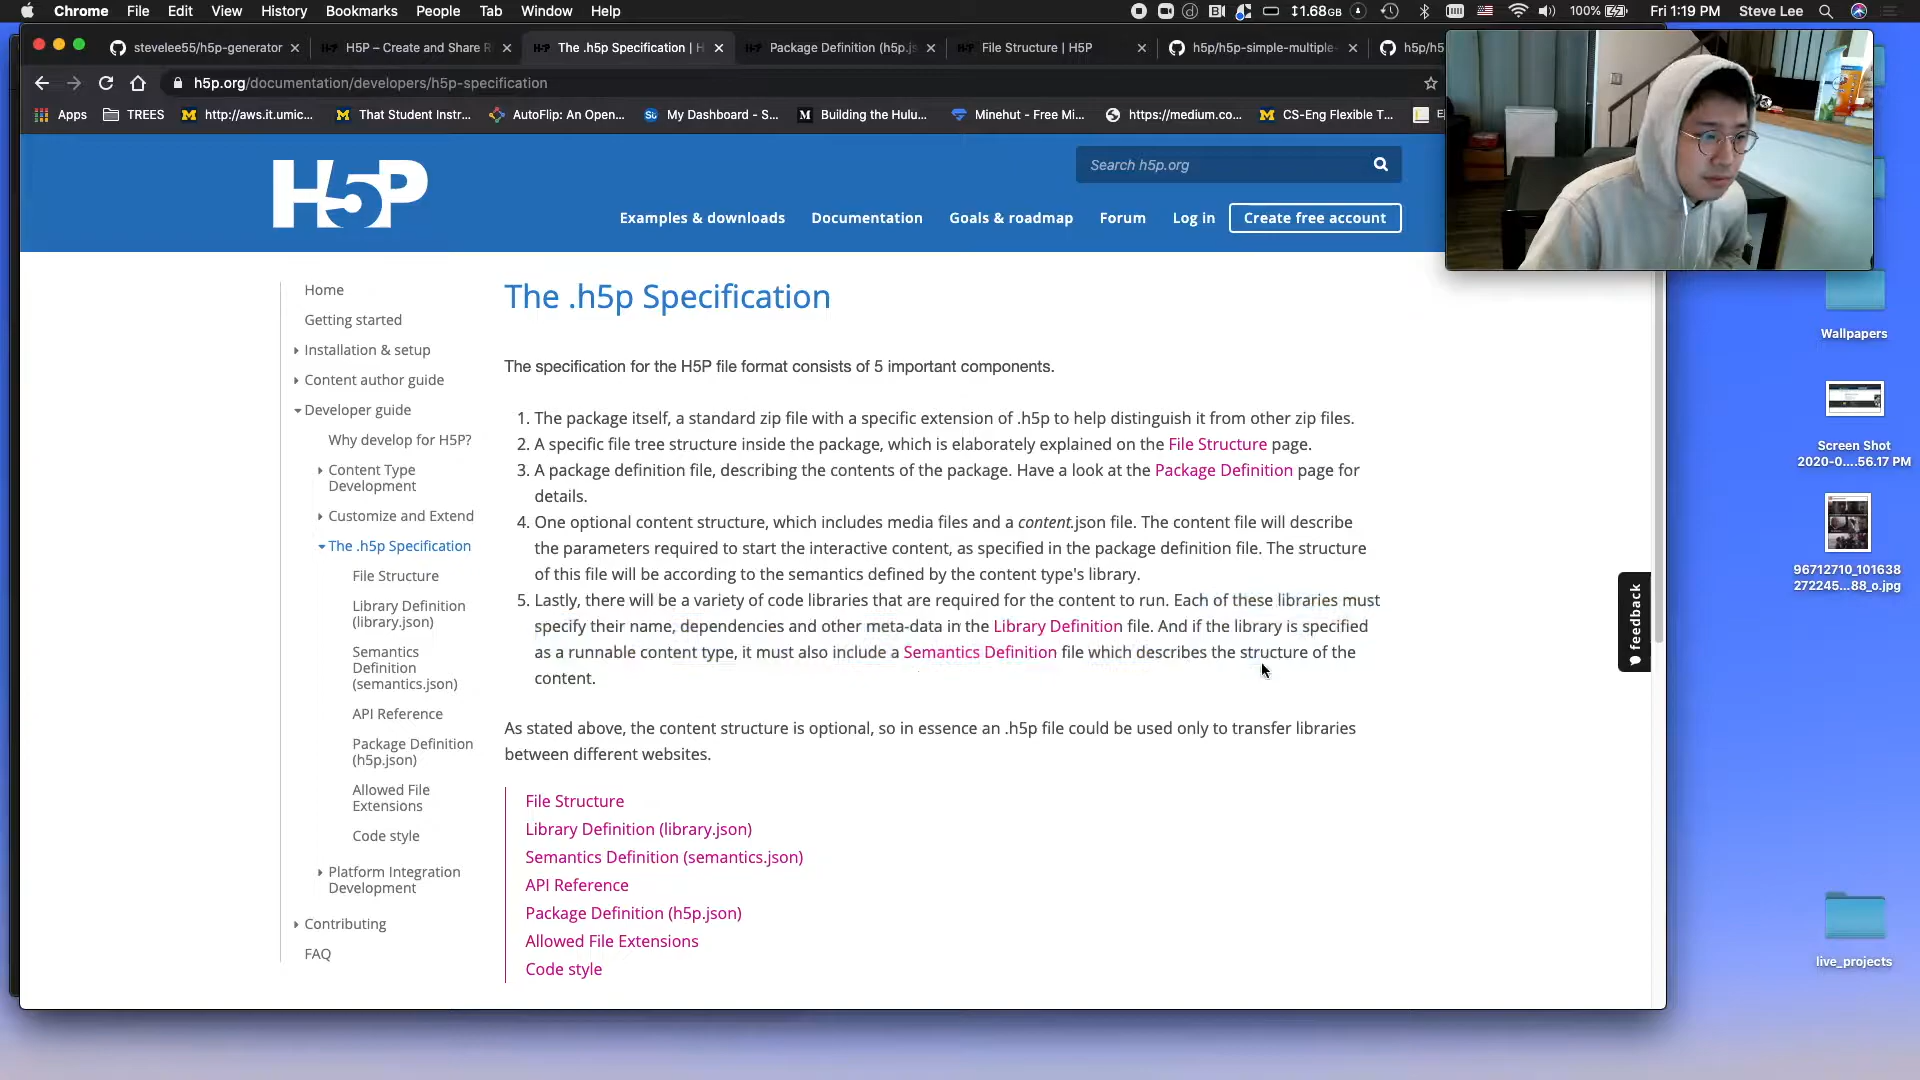 Chrome File Edit View History Bookmarks People Tab Window Help
1.68GB 100% Fri 1:19 PM Steve Lee
stevelee55/h5p-generator
H5P – Create and Share R
The .h5p Specification | H
Package Definition (h5p.js
File Structure | H5P
h5p/h5p-simple-multiple-
h5p/h5
h5p.org/documentation/developers/h5p-specification
Apps TREES http://aws.it.umic... That Student Instr... AutoFlip: An Open... My Dashboard - S... Building the Hulu... Minehut - Free Mi... https://medium.co... CS-Eng Flexible T...
H5P
Search h5p.org
Examples & downloads Documentation Goals & roadmap Forum Log in Create free account
Home
Getting started
Installation & setup
Content author guide
Developer guide
Why develop for H5P?
Content Type
Development
Customize and Extend
The .h5p Specification
File Structure
Library Definition
(library.json)
Semantics
Definition
(semantics.json)
API Reference
Package Definition
(h5p.json)
Allowed File
Extensions
Code style
Platform Integration
Development
Contributing
FAQ
The .h5p Specification
The specification for the H5P file format consists of 5 important components.
1. The package itself, a standard zip file with a specific extension of .h5p to help distinguish it from other zip files.
2. A specific file tree structure inside the package, which is elaborately explained on the File Structure page.
3. A package definition file, describing the contents of the package. Have a look at the Package Definition page for
details.
4. One optional content structure, which includes media files and a content.json file. The content file will describe
the parameters required to start the interactive content, as specified in the package definition file. The structure
of this file will be according to the semantics defined by the content type's library.
5. Lastly, there will be a variety of code libraries that are required for the content to run. Each of these libraries must
specify their name, dependencies and other meta-data in the Library Definition file. And if the library is specified
as a runnable content type, it must also include a Semantics Definition file which describes the structure of the
content.
As stated above, the content structure is optional, so in essence an .h5p file could be used only to transfer libraries
between different websites.
File Structure
Library Definition (library.json)
Semantics Definition (semantics.json)
API Reference
Package Definition (h5p.json)
Allowed File Extensions
Code style
feedback
Wallpapers
Screen Shot
2020-0....56.17 PM
96712710_101638
272245...88_o.jpg
live_projects